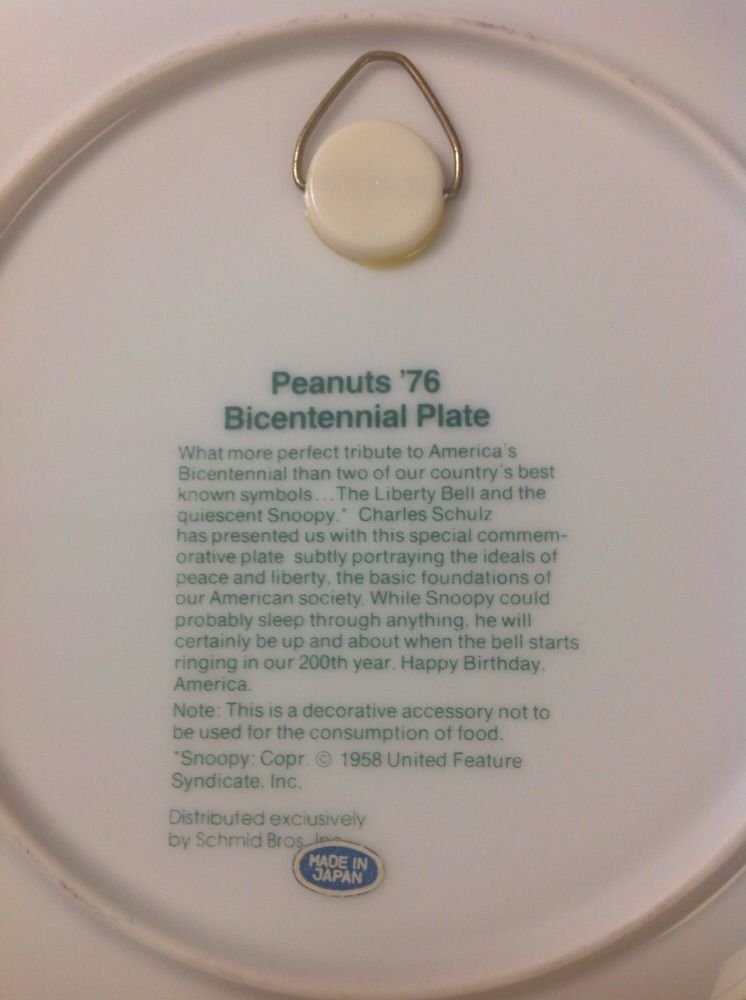 Peanuts '76
Bicentennial Plate
What more perfect tribute to America's
Bicentennial than two of our country's best
known symbols...The Liberty Bell and the
quiescent Snoopy.* Charles Schulz
has presented us with this special commem-
orative plate subtly portraying the ideals of
peace and liberty, the basic foundations of
our American society. While Snoopy could
probably sleep through anything, he will
certainly be up and about when the bell starts
ringing in our 200th year. Happy Birthday,
America.
Note: This is a decorative accessory not to
be used for the consumption of food.
*Snoopy: Copr. © 1958 United Feature
Syndicate, Inc.
Distributed exclusively
by Schmid Bros. Inc.
MADE IN
JAPAN